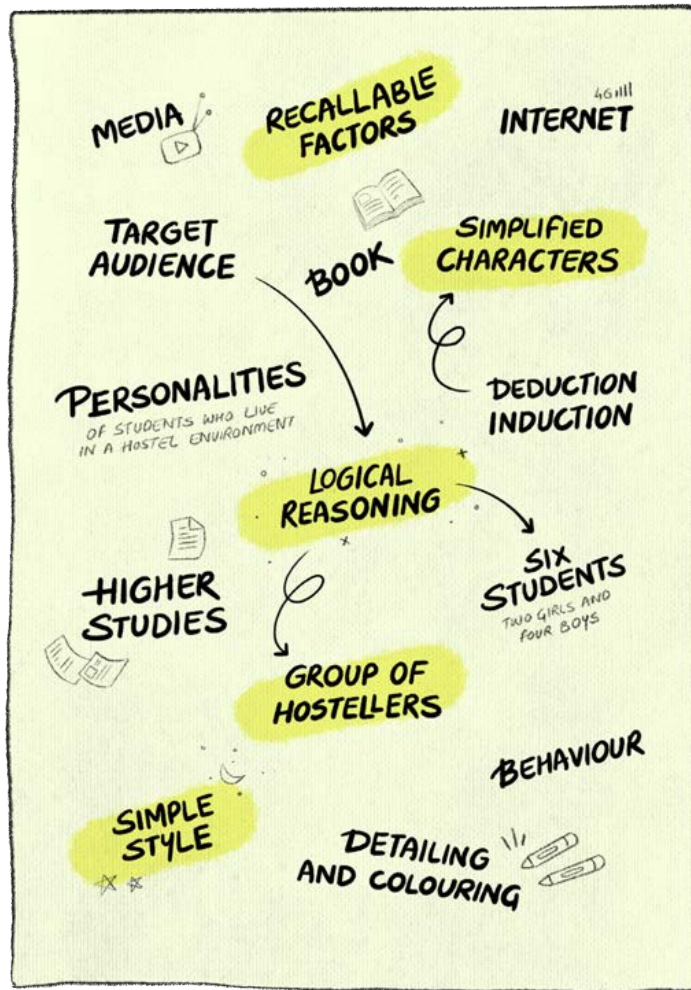 MEDIA
RECALLABLE
FACTORS
4G
INTERNET
TARGET
AUDIENCE
BOOK
SIMPLIFIED
CHARACTERS
PERSONALITIES
OF STUDENTS WHO LIVE
IN A HOSTEL ENVIRONMENT
DEDUCTION
INDUCTION
LOGICAL
REASONING
HIGHER
STUDIES
SIX
STUDENTS
TWO GIRLS AND
FOUR BOYS
GROUP OF
HOSTELLERS
BEHAVIOUR
SIMPLE
STYLE
DETAILING
AND COLOURING